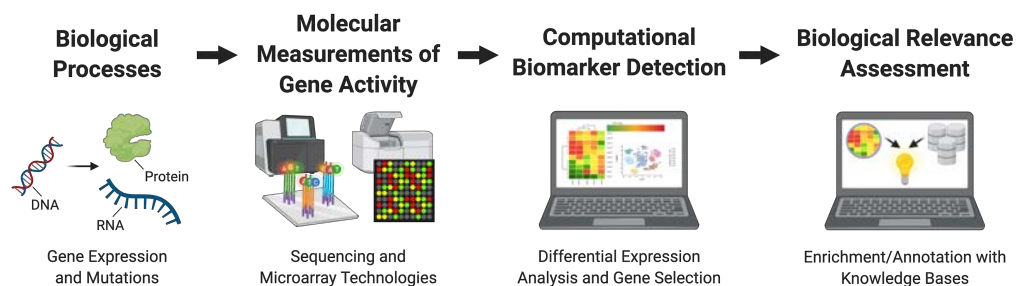 Biological
Processes
Molecular
Measurements of
Gene Activity
Computational
Biomarker Detection
Biological Relevance
Assessment
DNA
Protein
RNA
Gene Expression
and Mutations
Sequencing and
Microarray Technologies
Differential Expression
Analysis and Gene Selection
Enrichment/Annotation with
Knowledge Bases